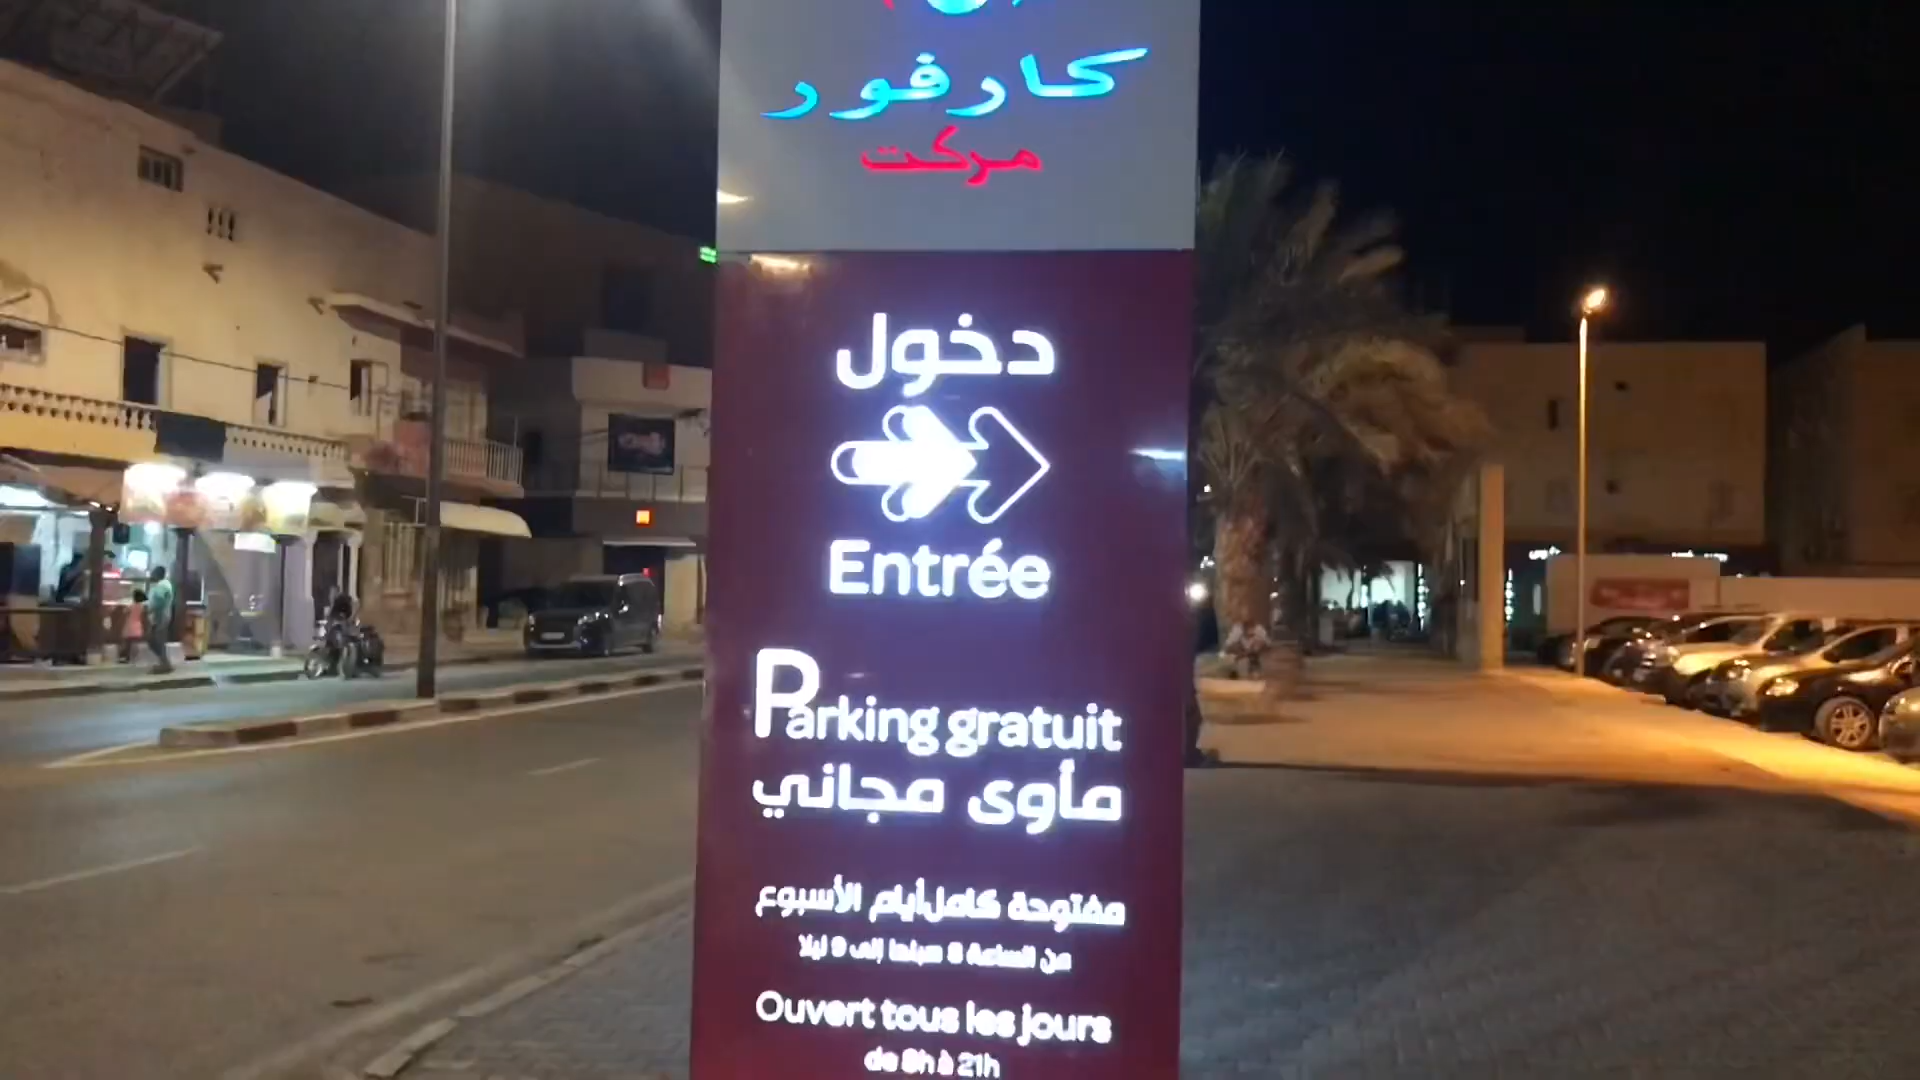 كارفور
مركت
دخول
Entrée
Parking gratuit
مأوى مجاني
مفتوحة كامل أيام الأسبوع
من الساعة 8 صباحا إلى 9 ليلا
Ouvert tous les jours
de 8h à 21h